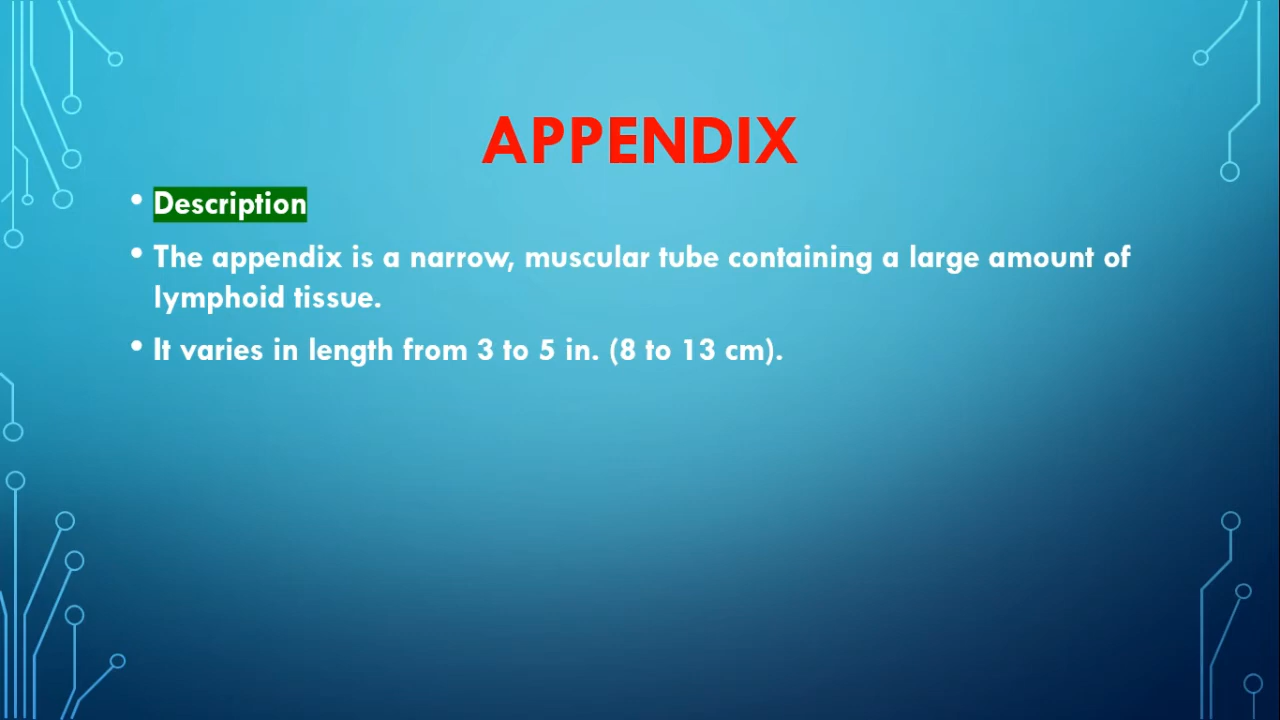 APPENDIX
• Description
• The appendix is a narrow, muscular tube containing a large amount of
lymphoid tissue.
• It varies in length from 3 to 5 in. (8 to 13 cm).